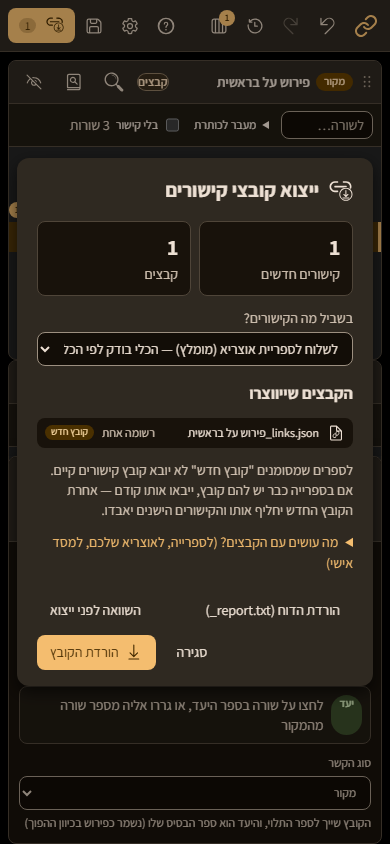 1
1
מקור
פירוש על בראשית
קבצים
לשורה...
מעבר לכותרת
בלי קישור
3 שורות
ייצוא קובצי קישורים
1
קישורים חדשים
1
קבצים
בשביל מה הקישורים?
לשלוח לספריית אוצריא (מומלץ) — הכלי בודק לפי הכל
הקבצים שייווצרו
פירוש על בראשית_links.json
רשומה אחת
קובץ חדש
לספרים שמסומנים "קובץ חדש" לא יובא קובץ קישורים קיים.
אם בספרייה כבר יש להם קובץ, ייבאו אותו קודם — אחרת
הקובץ החדש יחליף אותו והקישורים הישנים יאבדו.
מה עושים עם הקבצים? (לספרייה, לאוצריא שלכם, למסד
אישי)
הורדת הדוח (_report.txt)
השוואה לפני ייצוא
סגירה
הורדת הקובץ
יעד
לחצו על שורה בספר היעד, או גררו אליה מספר שורה
מהמקור
סוג הקשר
מקור
הקובץ שייך לספר התלוי, והיעד הוא ספר הבסיס שלו (נשמר כפירוש בכיוון ההפוך)